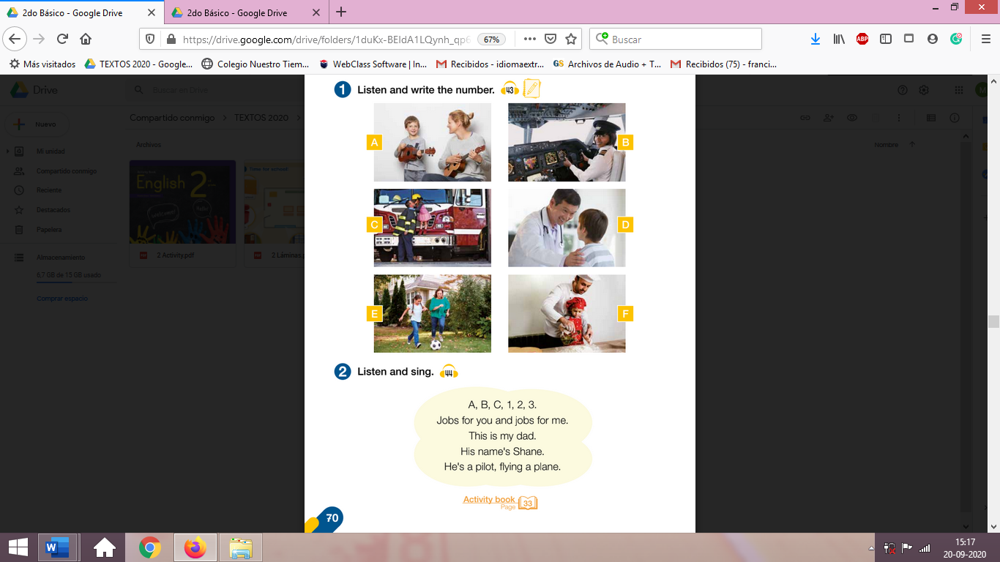 2do Básico - Google Drive
2do Básico - Google Drive
https://drive.google.com/drive/folders/1duKx-BEIdA1LQynh_qp6
67%
Buscar
Más visitados
TEXTOS 2020 - Google...
Colegio Nuestro Tiem...
WebClass Software | In...
Recibidos - idiomaextr...
Archivos de Audio + T...
Recibidos (75) - franci...
Drive
Buscar en Drive
Nuevo
Compartido conmigo > TEXTOS 2020 >
Nombre
Mi unidad
Compartido conmigo
Reciente
Destacados
Papelera
Almacenamiento
6,7 GB de 15 GB usado
Comprar espacio
Archivos
English 2
2 Activity.pdf
Time for school!
2 Láminas.
1 Listen and write the number. 43
A
B
C
D
E
F
2 Listen and sing. 44
A, B, C, 1, 2, 3.
Jobs for you and jobs for me.
This is my dad.
His name's Shane.
He's a pilot, flying a plane.
Activity book
Page 33
70
15:17
20-09-2020